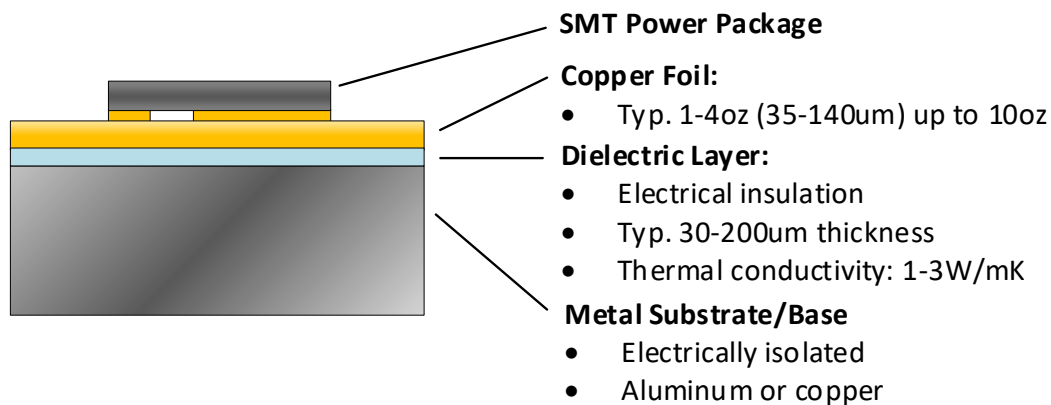 SMT Power Package
Copper Foil:
• Typ. 1-4oz (35-140um) up to 10oz
Dielectric Layer:
• Electrical insulation
• Typ. 30-200um thickness
• Thermal conductivity: 1-3W/mK
Metal Substrate/Base
• Electrically isolated
• Aluminum or copper